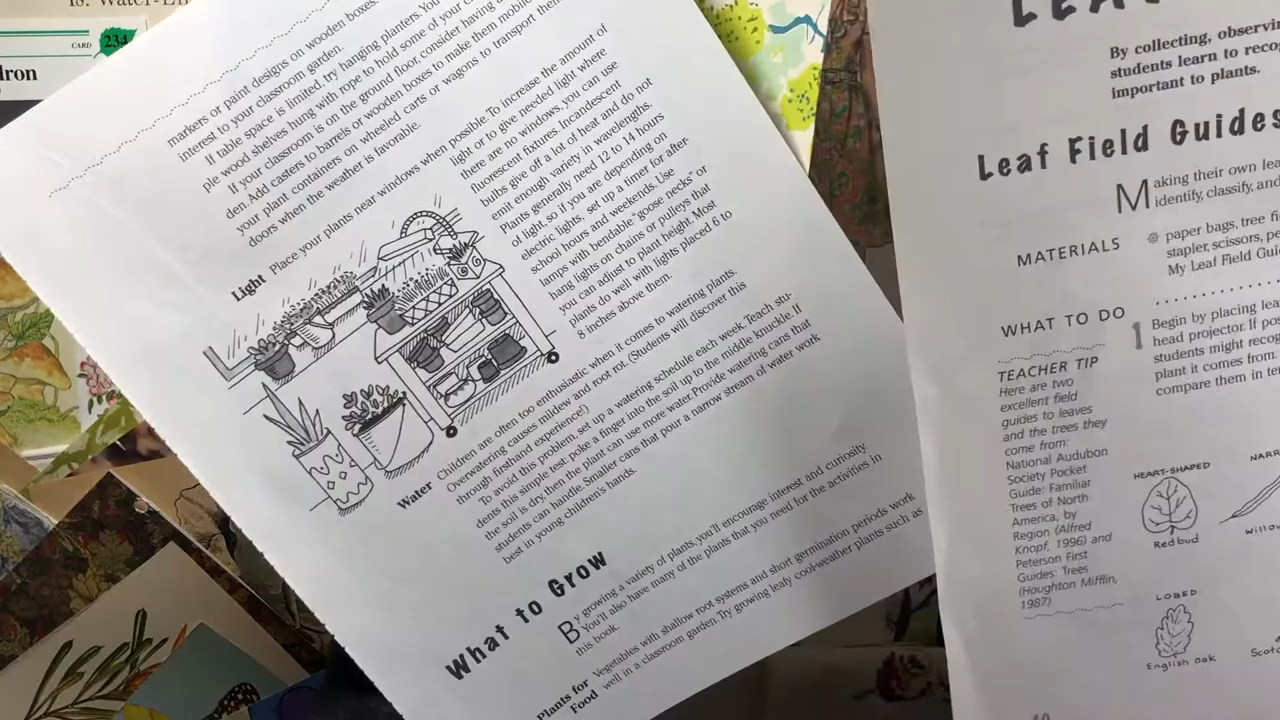 CARD 234
dron
markers or paint designs on wooden boxes.
interest to your classroom garden.
If table space is limited try hanging planters. You
ple wood shelves hung with rope to hold some of your
If your classroom is on the ground floor, consider having a
den. Add casters to barrels or wooden boxes to make them mobile
your plant containers on wheeled carts or wagons to transport them
doors when the weather is favorable.
Light Place your plants near windows when possible. To increase the amount of
light or to give needed light where
there are no windows, you can use
fluorescent fixtures. Incandescent
bulbs give off a lot of heat and do not
emit enough variety in wavelengths.
Plants generally need 12 to 14 hours
of light, so if you are depending on
electric lights, set up a timer for after
school hours and weekends. Use
lamps with bendable "goose necks" or
hang lights on chains or pulleys that
you can adjust to plant height. Most
plants do well with lights placed 6 to
8 inches above them.
Water Children are often too enthusiastic when it comes to watering plants.
Overwatering causes mildew and root rot. (Students will discover this
through firsthand experience!)
To avoid this problem, set up a watering schedule each week. Teach stu-
dents this simple test: poke a finger into the soil up to the middle knuckle. If
the soil is dry, then the plant can use more water. Provide watering cans that
students can handle. Smaller cans that pour a narrow stream of water work
best in young children's hands.
What to Grow
By growing a variety of plants, you'll encourage interest and curiosity.
You'll also have many of the plants that you need for the activities in
this book.
Plants for Vegetables with shallow root systems and short germination periods work
Food well in a classroom garden. Try growing leafy cool-weather plants such as
By collecting, observin
students learn to reco
important to plants.
Leaf Field Guides
Making their own lea
identify, classify, and
MATERIALS
paper bags, tree fi
stapler, scissors, pe
My Leaf Field Gui
WHAT TO DO
1 Begin by placing lea
head projector. If pos
students might recog
plant it comes from.
compare them in te
TEACHER TIP
Here are two
excellent field
guides to leaves
and the trees they
come from:
National Audubon
Society Pocket
Guide: Familiar
Trees of North
America, by
Region (Alfred
Knopf, 1996) and
Peterson First
Guides: Trees
(Houghton Mifflin,
1987).
HEART-SHAPED
Redbud
NARR
Willo
LOBED
English oak
Scotc